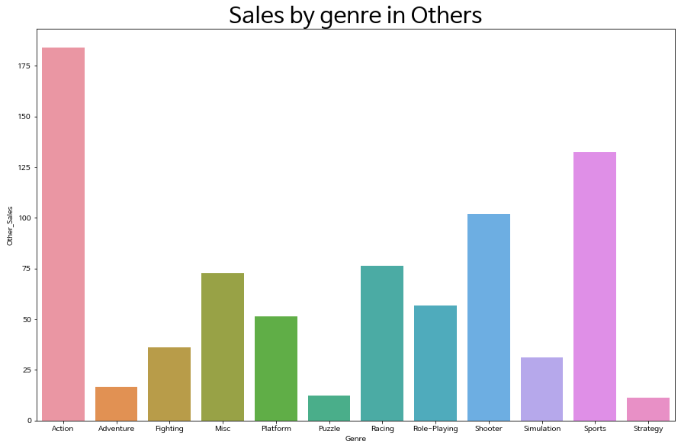 Sales by genre in Others
Other_Sales
175
150
125
100
75
50
25
0
Action Adventure Fighting Misc Platform Puzzle Racing Role-Playing Shooter Simulation Sports Strategy
Genre